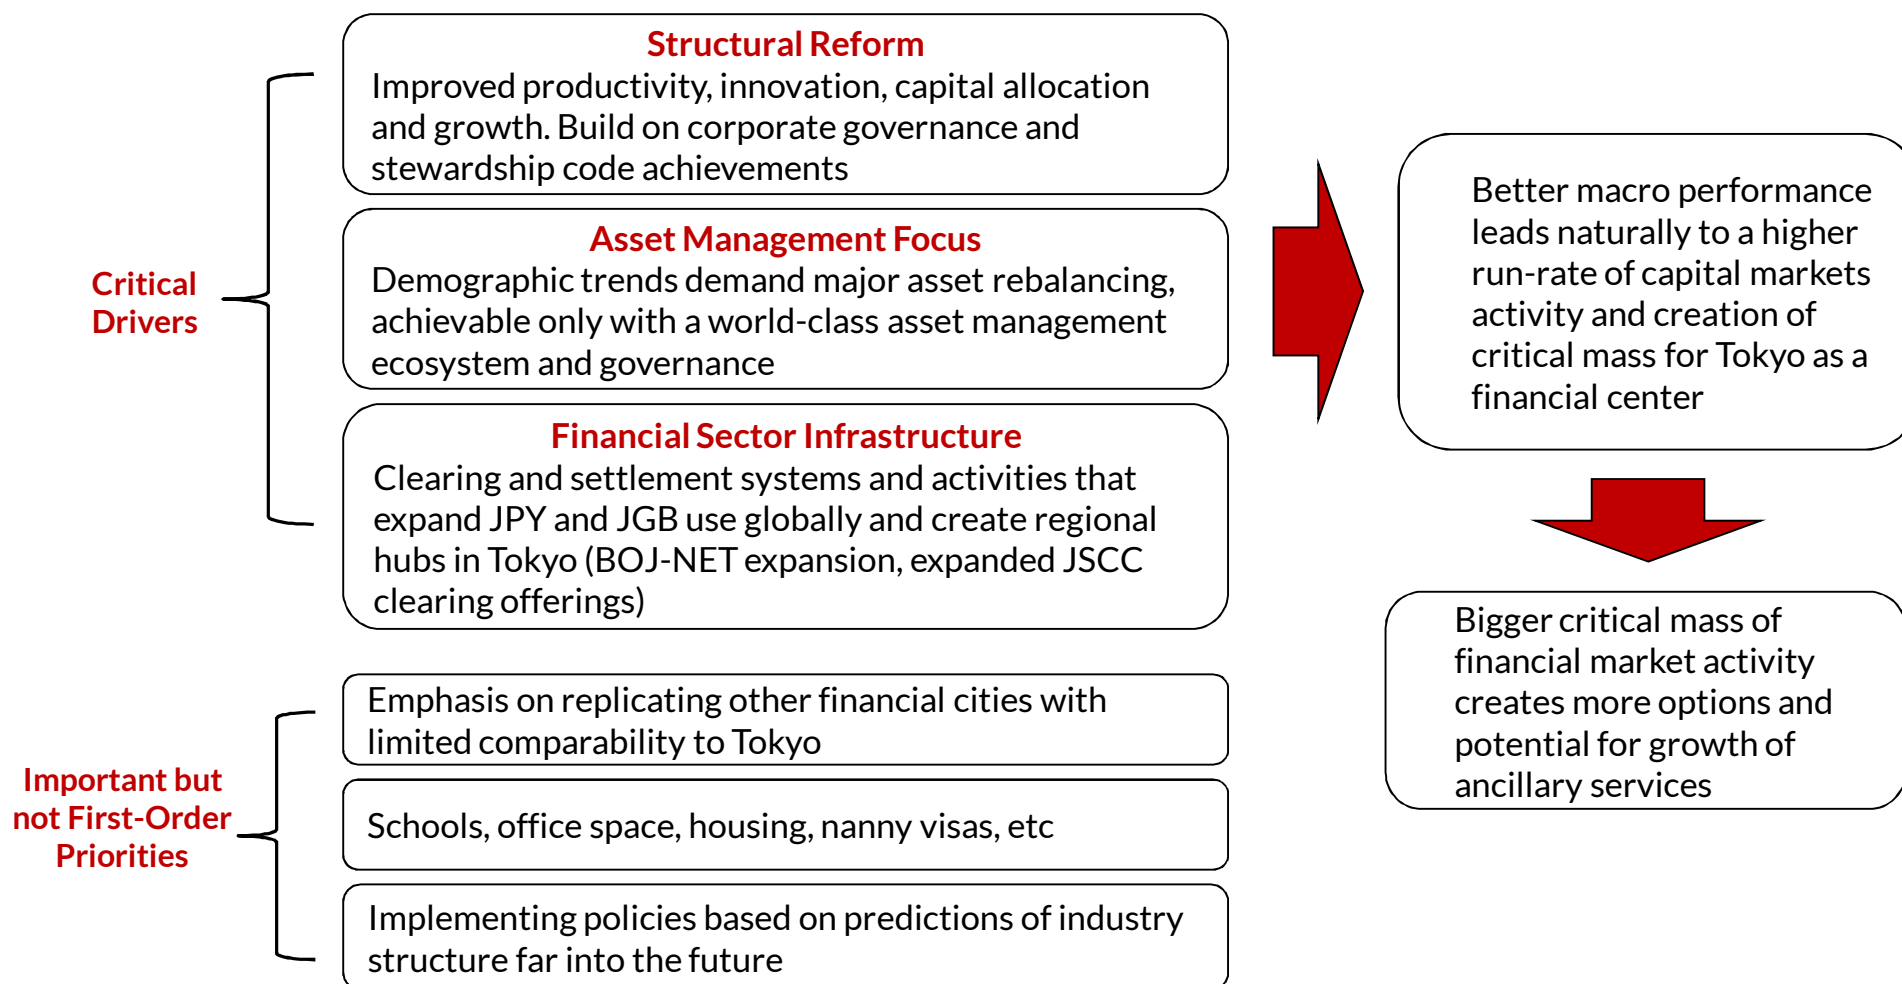 Critical
Drivers
Structural Reform
Improved productivity, innovation, capital allocation
and growth. Build on corporate governance and
stewardship code achievements
Asset Management Focus
Demographic trends demand major asset rebalancing,
achievable only with a world-class asset management
ecosystem and governance
Financial Sector Infrastructure
Clearing and settlement systems and activities that
expand JPY and JGB use globally and create regional
hubs in Tokyo (BOJ-NET expansion, expanded JSCC
clearing offerings)
Better macro performance
leads naturally to a higher
run-rate of capital markets
activity and creation of
critical mass for Tokyo as a
financial center
Bigger critical mass of
financial market activity
creates more options and
potential for growth of
ancillary services
Important but
not First-Order
Priorities
Emphasis on replicating other financial cities with
limited comparability to Tokyo
Schools, office space, housing, nanny visas, etc
Implementing policies based on predictions of industry
structure far into the future